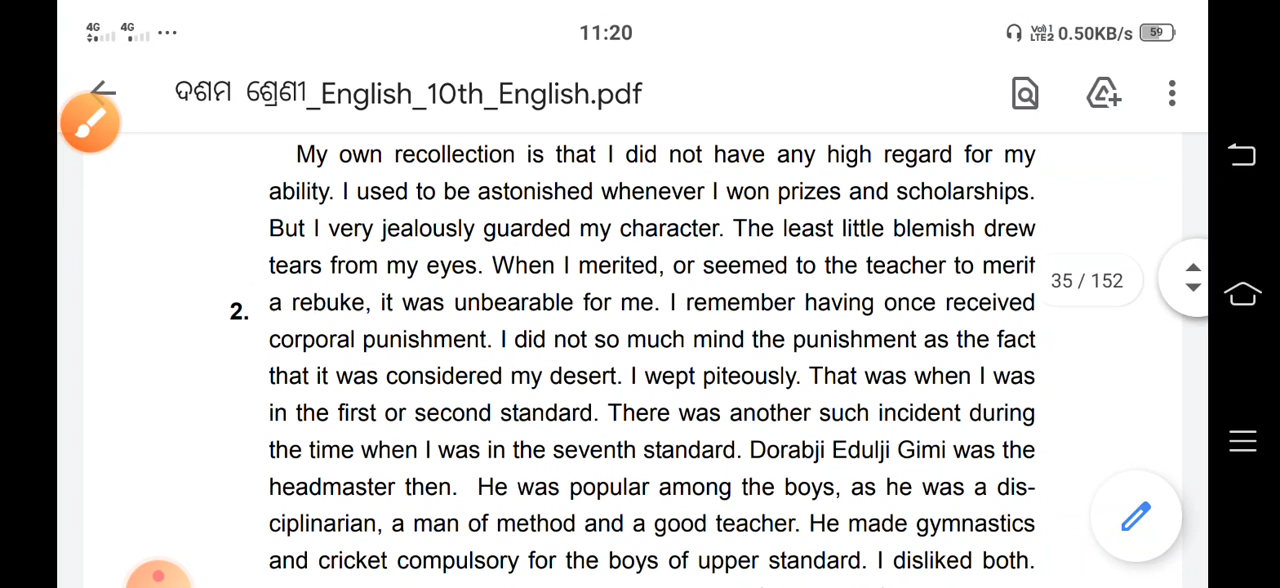 4G 4G ... 11:20 Vol) 1 LTE2 0.50KB/s 59
ଦଶମ ଶ୍ରେଣୀ_English_10th_English.pdf
My own recollection is that I did not have any high regard for my
ability. I used to be astonished whenever I won prizes and scholarships.
But I very jealously guarded my character. The least little blemish drew
tears from my eyes. When I merited, or seemed to the teacher to merit
35 / 152
2. a rebuke, it was unbearable for me. I remember having once received
corporal punishment. I did not so much mind the punishment as the fact
that it was considered my desert. I wept piteously. That was when I was
in the first or second standard. There was another such incident during
the time when I was in the seventh standard. Dorabji Edulji Gimi was the
headmaster then. He was popular among the boys, as he was a dis-
ciplinarian, a man of method and a good teacher. He made gymnastics
and cricket compulsory for the boys of upper standard. I disliked both.